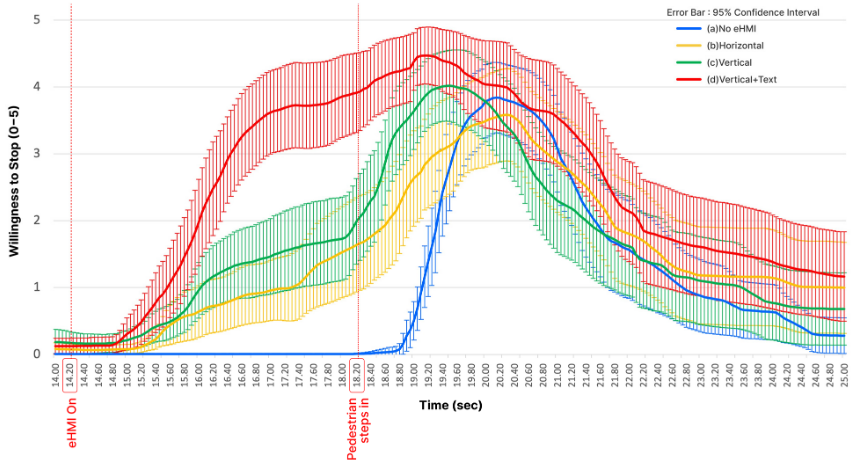 Error Bar : 95% Confidence Interval
(a)No eHMI
(b)Horizontal
(c)Vertical
(d)Vertical+Text
Willingness to Stop (0–5)
5
4
3
2
1
0
14.00 14.20 14.40 14.60 14.80 15.00 15.20 15.40 15.60 15.80 16.00 16.20 16.40 16.60 16.80 17.00 17.20 17.40 17.60 17.80 18.00 18.20 18.40 18.60 18.80 19.00 19.20 19.40 19.60 19.80 20.00 20.20 20.40 20.60 20.80 21.00 21.20 21.40 21.60 21.80 22.00 22.20 22.40 22.60 22.80 23.00 23.20 23.40 23.60 23.80 24.00 24.20 24.40 24.60 24.80 25.00
eHMI On
Pedestrian
steps in
Time (sec)